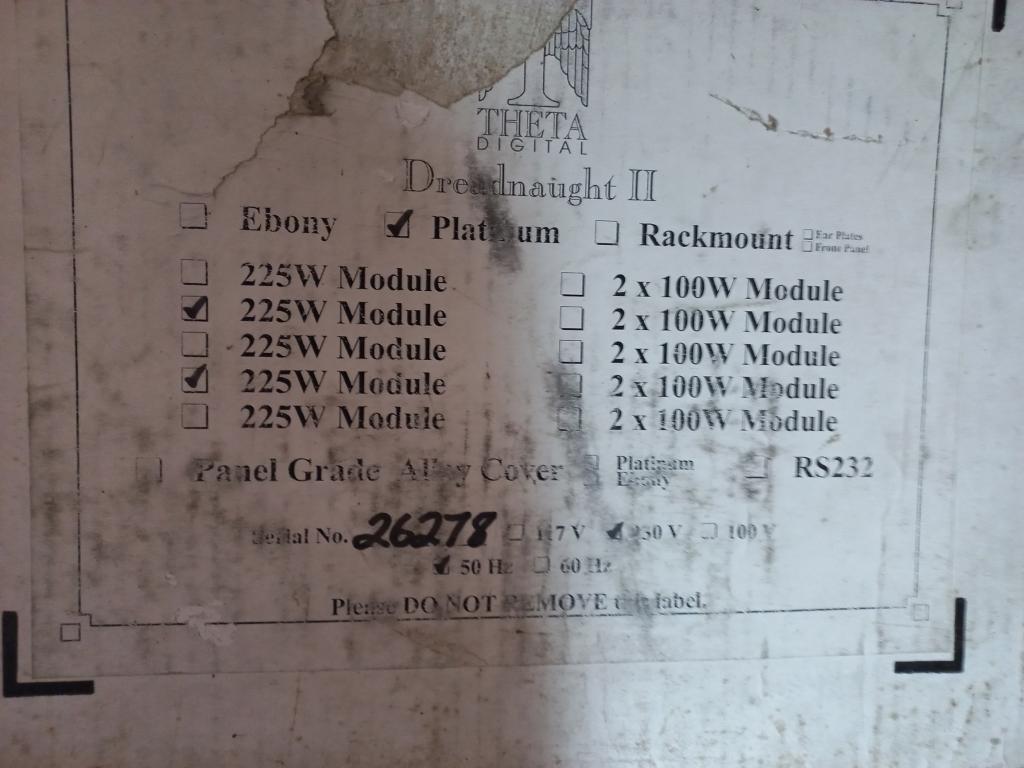 THETA
DIGITAL
Dreadnaught II
Ebony Platinum Rackmount Ear Plates
Front Panel
225W Module 2 x 100W Module
225W Module 2 x 100W Module
225W Module 2 x 100W Module
225W Module 2 x 100W Module
225W Module 2 x 100W Module
Panel Grade Alloy Cover Platinum
Ebony RS232
Serial No. 26278 117 V 230 V 100 V
50 Hz 60 Hz
Please DO NOT REMOVE this label.